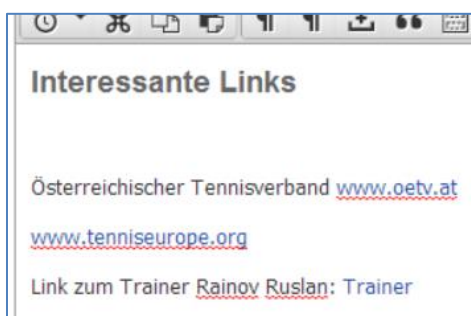 Interessante Links
Österreichischer Tennisverband www.oetv.at
www.tenniseurope.org
Link zum Trainer Rainov Ruslan: Trainer